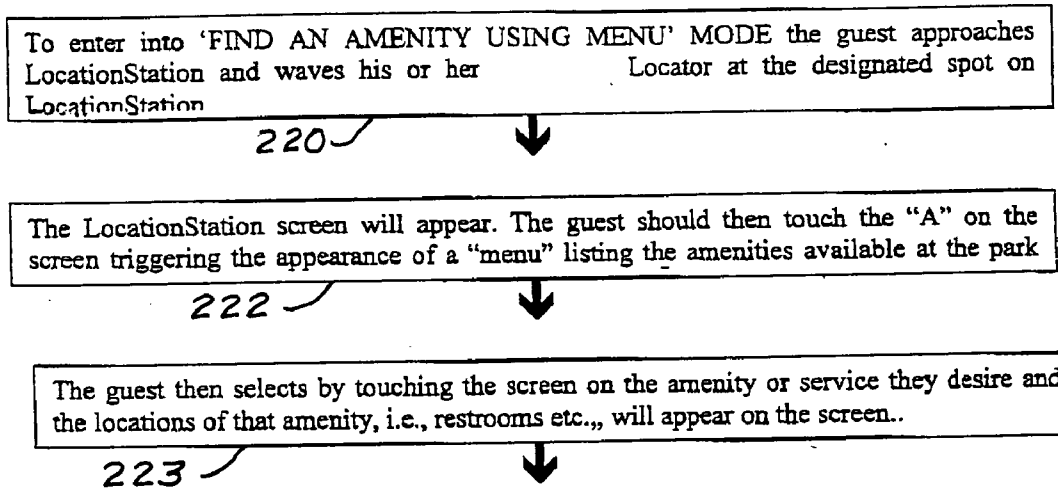 To enter into ‘FIND AN AMENITY USING MENU’ MODE the guest approaches
LocationStation and waves his or her Locator at the designated spot on
LocationStation
220
The LocationStation screen will appear. The guest should then touch the “A” on the
screen triggering the appearance of a “menu” listing the amenities available at the park
222
The guest then selects by touching the screen on the amenity or service they desire and
the locations of that amenity, i.e., restrooms etc.,, will appear on the screen..
223